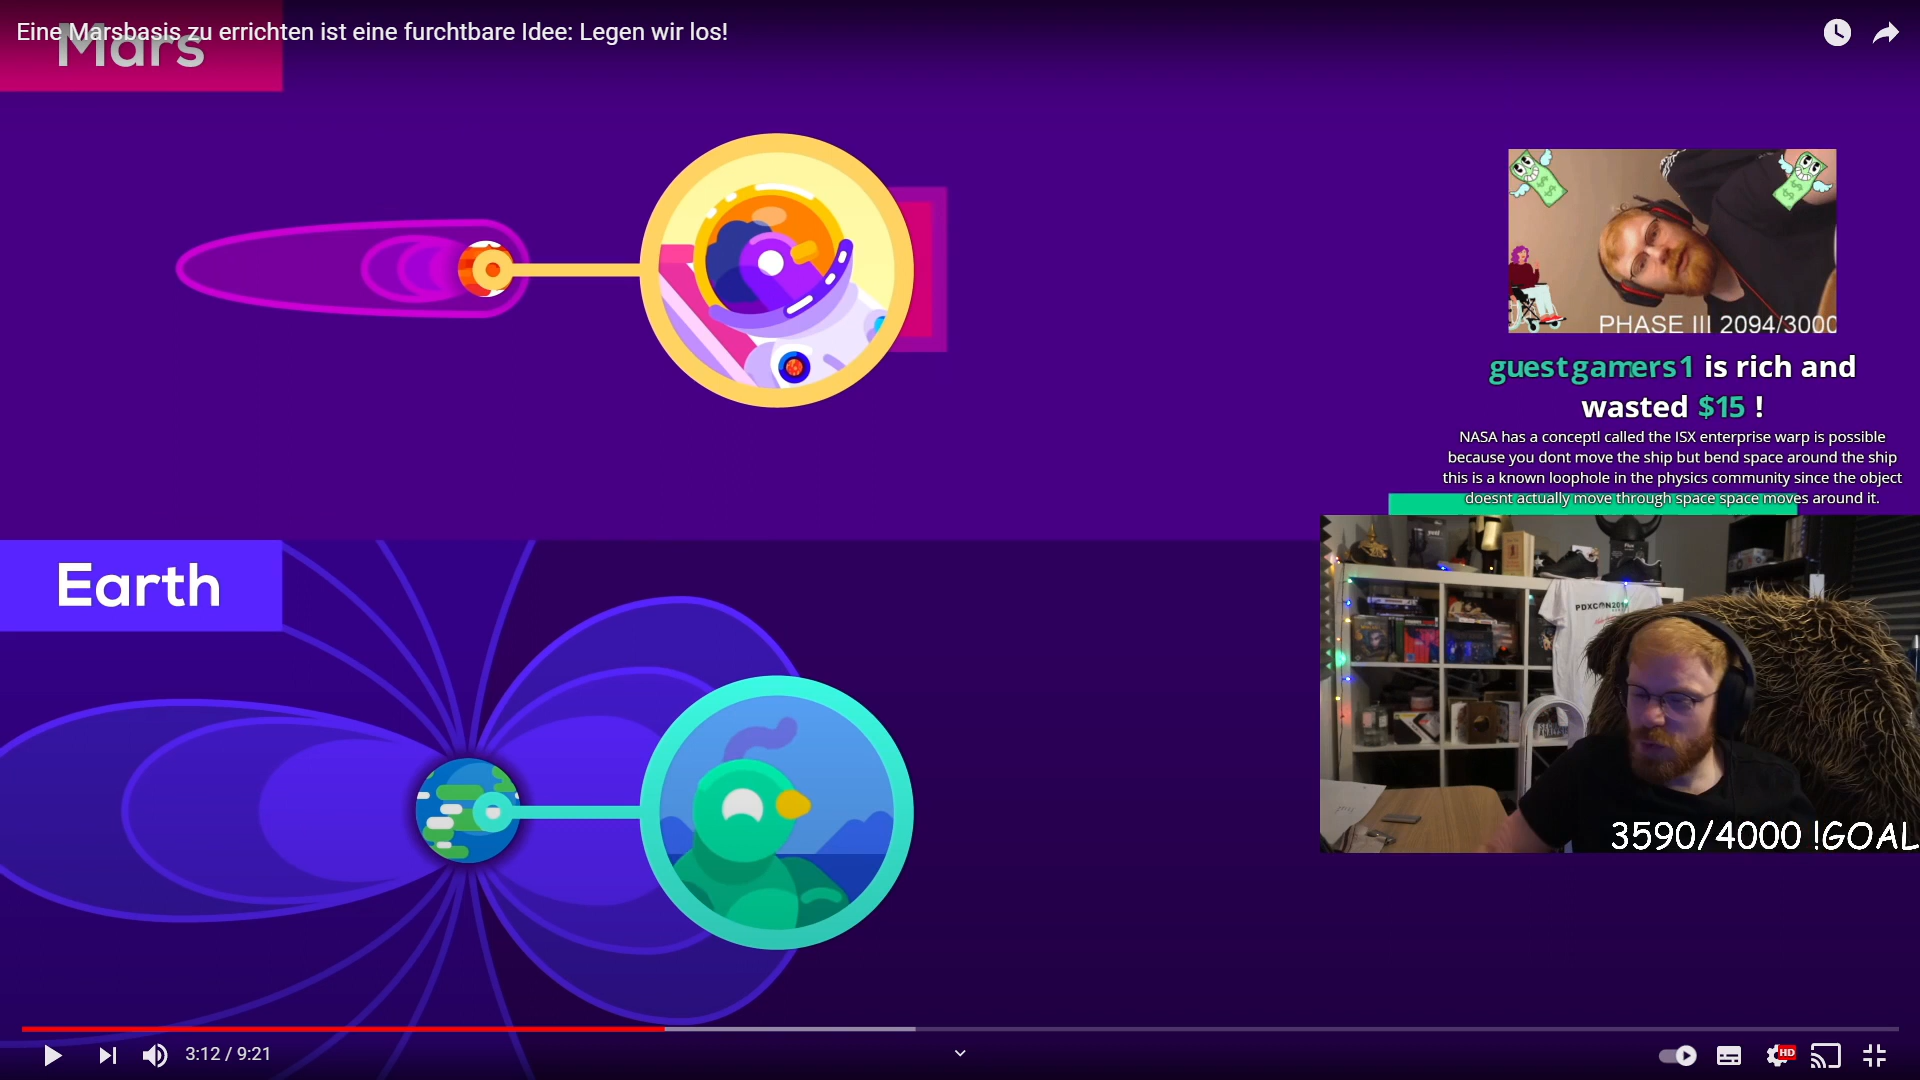 Eine Marsbasis zu errichten ist eine furchtbare Idee: Legen wir los!
Mars
PHASE III 2094/3000
guestgamers1 is rich and
wasted $15 !
NASA has a conceptl called the ISX enterprise warp is possible
because you dont move the ship but bend space around the ship
this is a known loophole in the physics community since the object
doesnt actually move through space space moves around it.
Earth
PDXCON201
3590/4000 !GOAL
3:12 / 9:21
HD